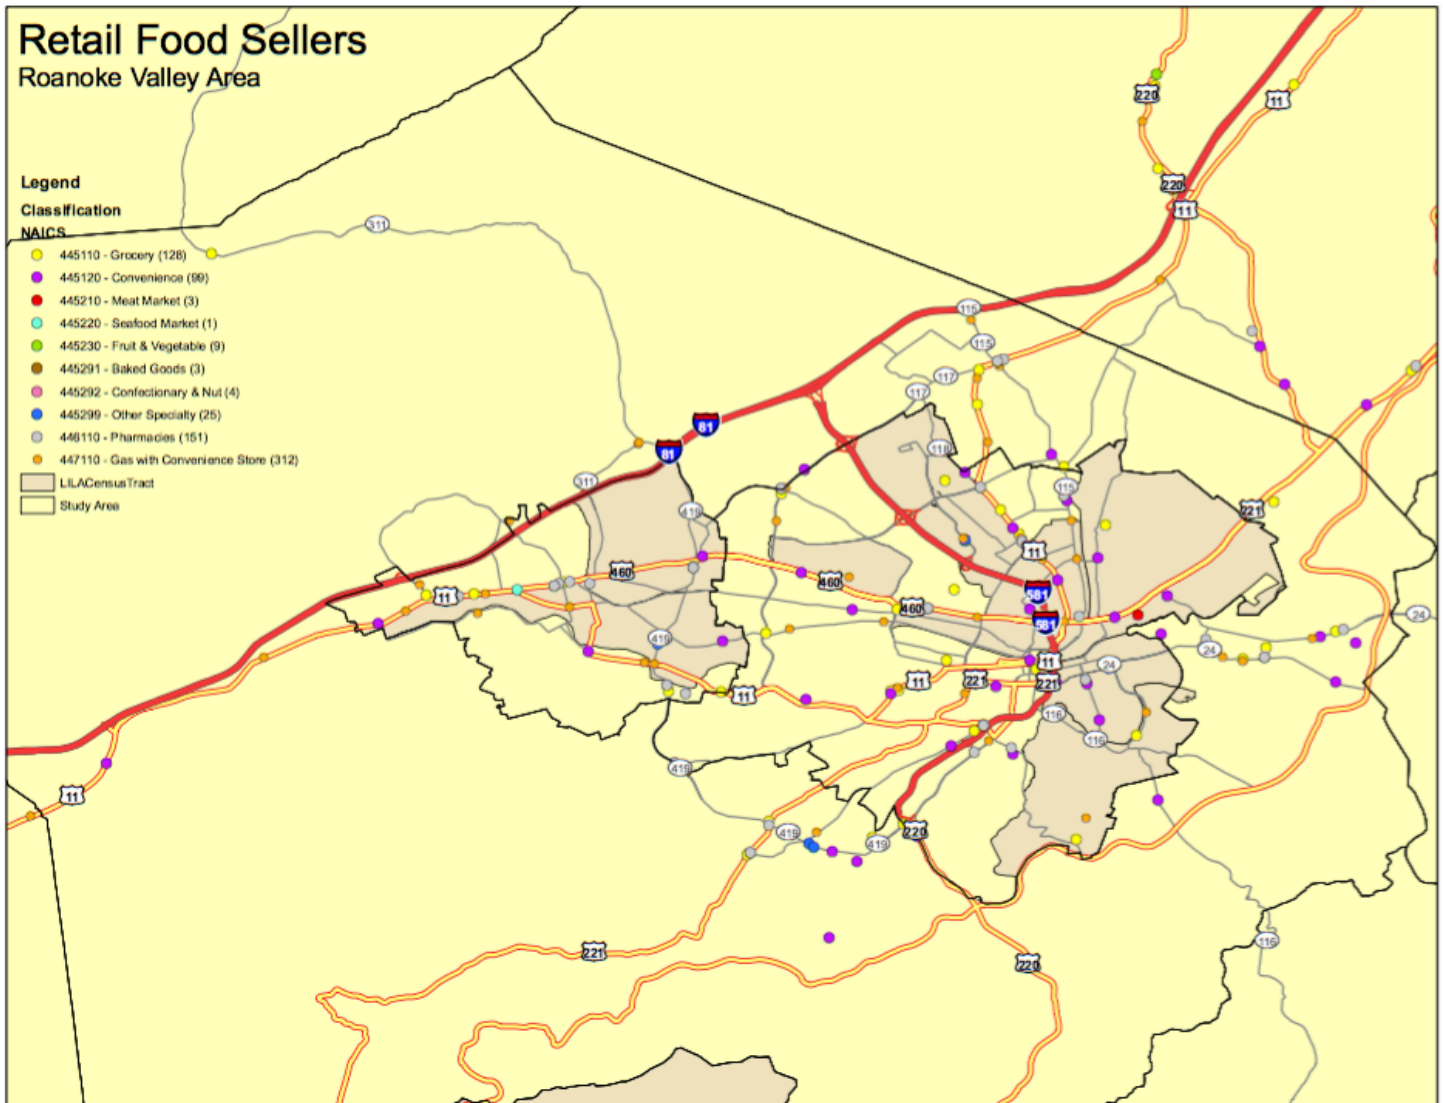 Retail Food Sellers
Roanoke Valley Area
Legend
Classification
NAICS
445110 - Grocery (128)
445120 - Convenience (99)
445210 - Meat Market (3)
445220 - Seafood Market (1)
445230 - Fruit & Vegetable (9)
445291 - Baked Goods (3)
445292 - Confectionary & Nut (4)
445299 - Other Specialty (25)
446110 - Pharmacies (151)
447110 - Gas with Convenience Store (312)
LILACensusTract
Study Area
220
11
220
11
311
115
115
117
117
118
81
81
311
419
115
221
11
460
460
581
11
460
581
419
24
24
11
24
11
221
221
11
116
116
419
11
419
220
419
116
221
220